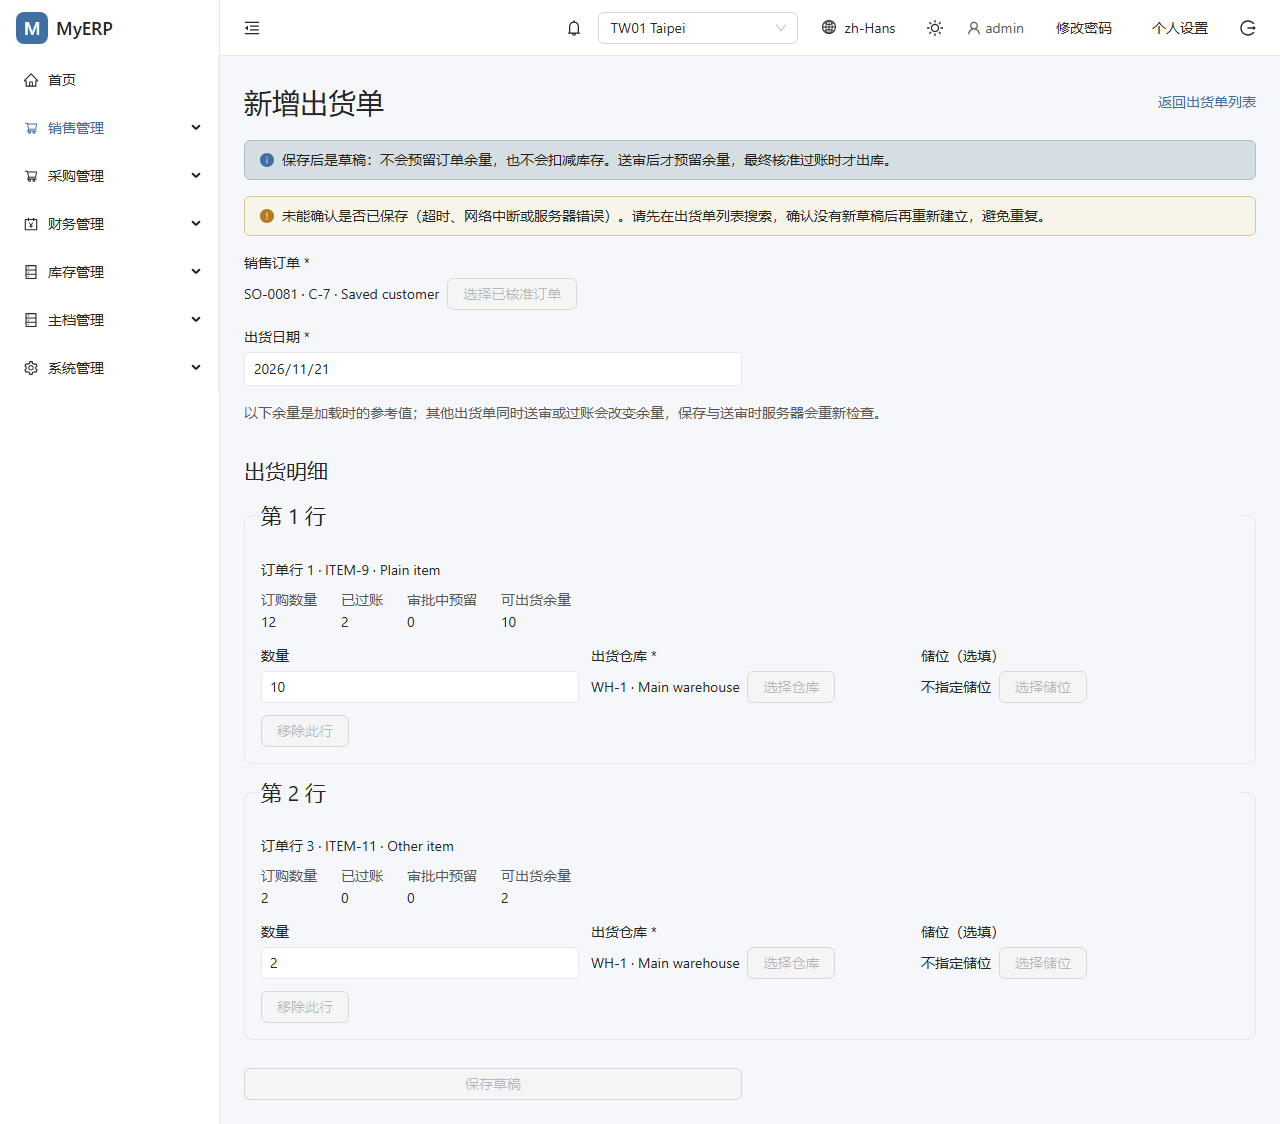 M MyERP
TW01 Taipei
zh-Hans
admin
修改密码
个人设置
首页
销售管理
采购管理
财务管理
库存管理
主档管理
系统管理
新增出货单
返回出货单列表
保存后是草稿：不会预留订单余量，也不会扣减库存。送审后才预留余量，最终核准过账时才出库。
未能确认是否已保存（超时、网络中断或服务器错误）。请先在出货单列表搜索，确认没有新草稿后再重新建立，避免重复。
销售订单 *
SO-0081 · C-7 · Saved customer 选择已核准订单
出货日期 *
2026/11/21
以下余量是加载时的参考值；其他出货单同时送审或过账会改变余量，保存与送审时服务器会重新检查。
出货明细
第 1 行
订单行 1 · ITEM-9 · Plain item
订购数量 已过账 审批中预留 可出货余量
12 2 0 10
数量 出货仓库 * 储位（选填）
10 WH-1 · Main warehouse 选择仓库 不指定储位 选择储位
移除此行
第 2 行
订单行 3 · ITEM-11 · Other item
订购数量 已过账 审批中预留 可出货余量
2 0 0 2
数量 出货仓库 * 储位（选填）
2 WH-1 · Main warehouse 选择仓库 不指定储位 选择储位
移除此行
保存草稿